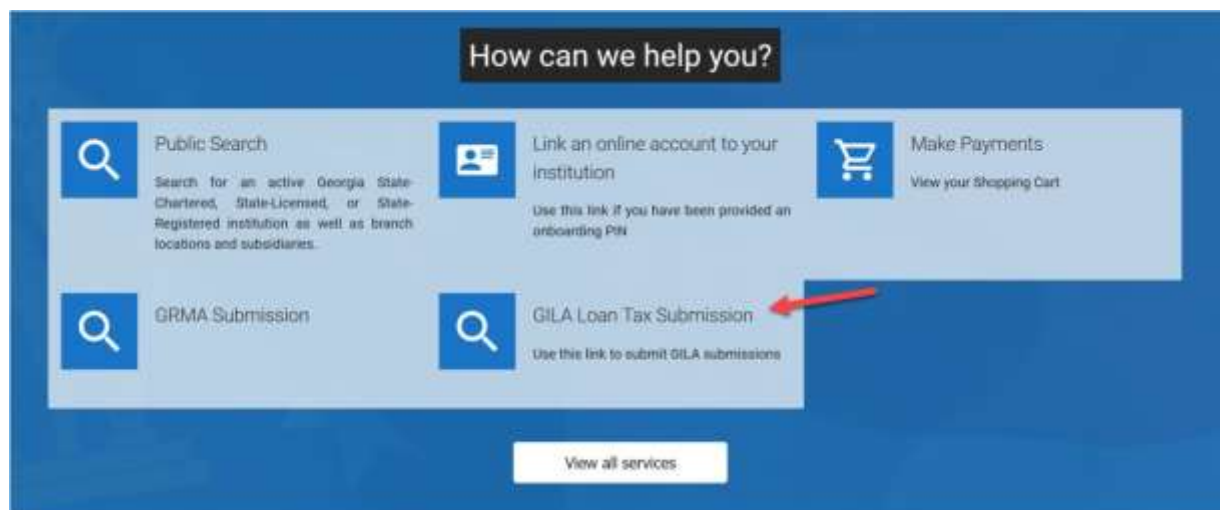 How can we help you?
Public Search
Search for an active Georgia State-
Chartered, State-Licensed, or State-
Registered institution as well as branch
locations and subsidiaries.
Link an online account to your
institution
Use this link if you have been provided an
onboarding PIN
Make Payments
View your Shopping Cart
GRMA Submission
GILA Loan Tax Submission
Use this link to submit GILA submissions
View all services